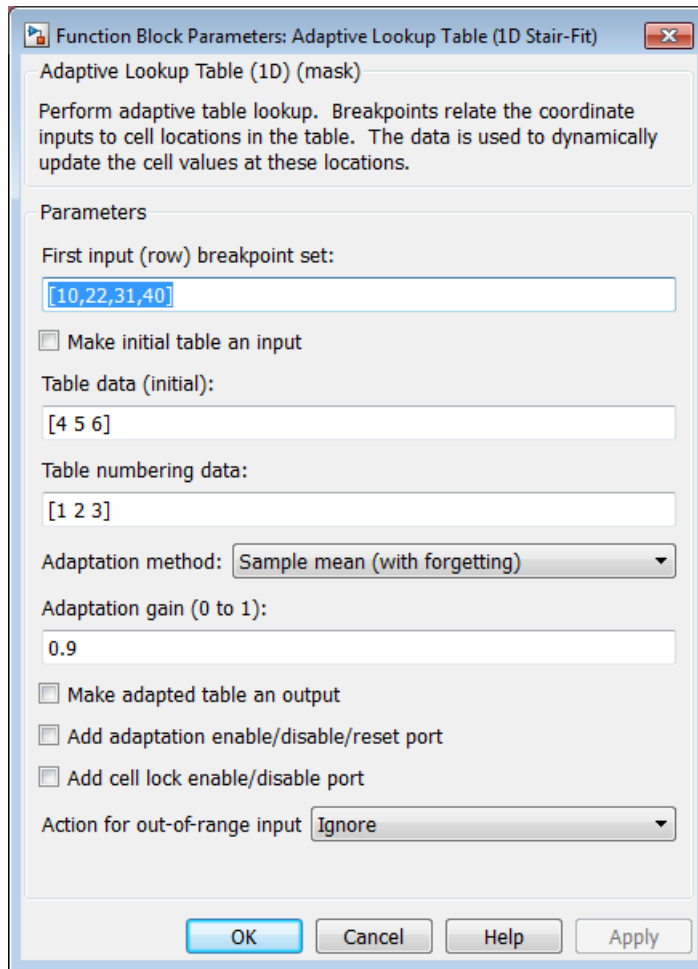 Function Block Parameters: Adaptive Lookup Table (1D Stair-Fit)
Adaptive Lookup Table (1D) (mask)
Perform adaptive table lookup.  Breakpoints relate the coordinate
inputs to cell locations in the table.  The data is used to dynamically
update the cell values at these locations.
Parameters
First input (row) breakpoint set:
[10,22,31,40]
Make initial table an input
Table data (initial):
[4 5 6]
Table numbering data:
[1 2 3]
Adaptation method: Sample mean (with forgetting)
Adaptation gain (0 to 1):
0.9
Make adapted table an output
Add adaptation enable/disable/reset port
Add cell lock enable/disable port
Action for out-of-range input Ignore
OK Cancel Help Apply